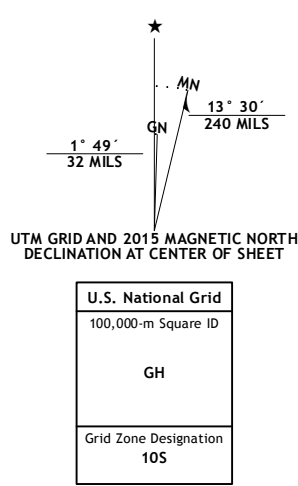 MN
GN
13° 30´
240 MILS
1° 49´
32 MILS
UTM GRID AND 2015 MAGNETIC NORTH
DECLINATION AT CENTER OF SHEET
U.S. National Grid
100,000-m Square ID
GH
Grid Zone Designation
10S